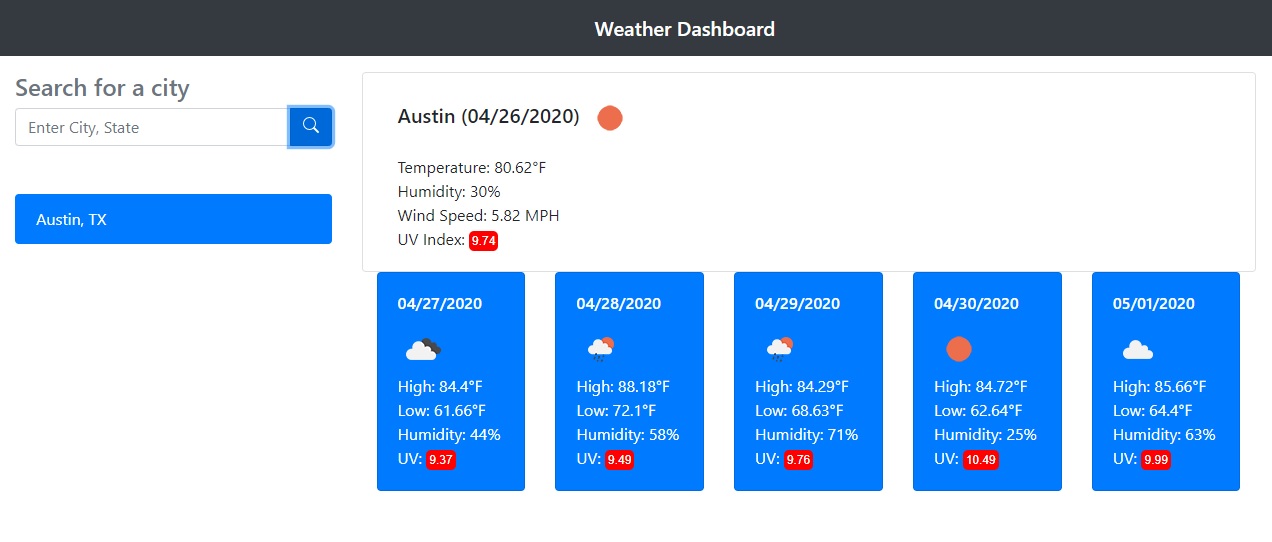 Weather Dashboard
Search for a city
Enter City, State
Austin, TX
Austin (04/26/2020)
Temperature: 80.62°F
Humidity: 30%
Wind Speed: 5.82 MPH
UV Index: 9.74
04/27/2020
High: 84.4°F
Low: 61.66°F
Humidity: 44%
UV: 9.37
04/28/2020
High: 88.18°F
Low: 72.1°F
Humidity: 58%
UV: 9.49
04/29/2020
High: 84.29°F
Low: 68.63°F
Humidity: 71%
UV: 9.76
04/30/2020
High: 84.72°F
Low: 62.64°F
Humidity: 25%
UV: 10.49
05/01/2020
High: 85.66°F
Low: 64.4°F
Humidity: 63%
UV: 9.99